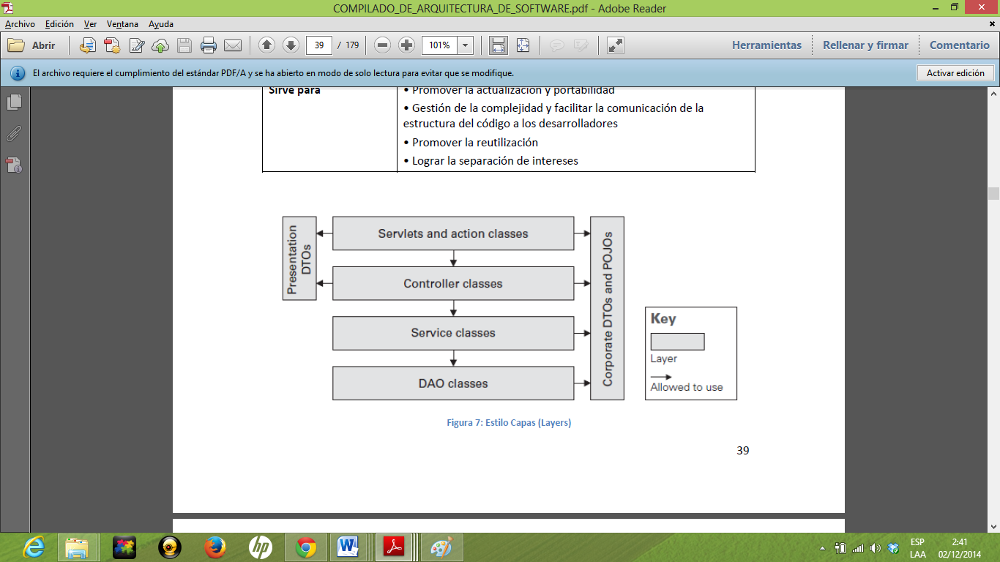 COMPILADO_DE_ARQUITECTURA_DE_SOFTWARE.pdf - Adobe Reader
Archivo Edición Ver Ventana Ayuda
Abrir 39 / 179 101% Herramientas Rellenar y firmar Comentario
El archivo requiere el cumplimiento del estándar PDF/A y se ha abierto en modo de solo lectura para evitar que se modifique. Activar edición
Sirve para
• Promover la actualización y portabilidad
• Gestión de la complejidad y facilitar la comunicación de la
estructura del código a los desarrolladores
• Promover la reutilización
• Lograr la separación de intereses
Presentation
DTOs
Servlets and action classes
Controller classes
Service classes
DAO classes
Corporate DTOs and POJOs
Key
Layer
Allowed to use
Figura 7: Estilo Capas (Layers)
39
hp
ESP
LAA
2:41
02/12/2014